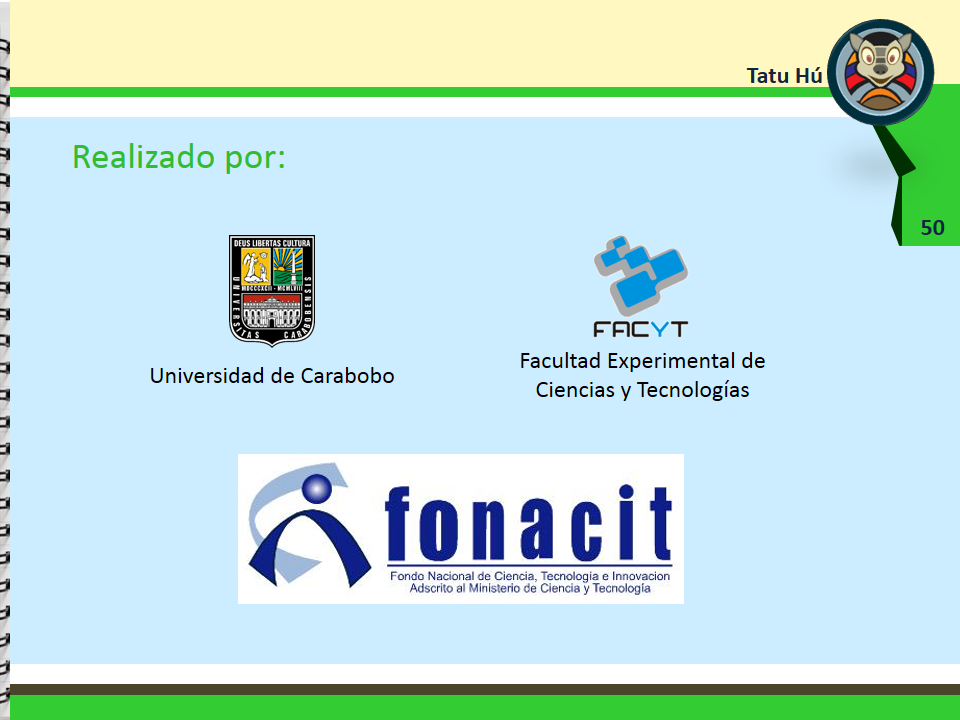 Tatu Hú
Realizado por:
50
DEUS LIBERTAS CULTURA
MDCCCXCII - MCMLVIII
UNIVERSITAS CARABOBENSIS
FACYT
Universidad de Carabobo
Facultad Experimental de
Ciencias y Tecnologías
fonacit
Fondo Nacional de Ciencia, Tecnologia e Innovacion
Adscrito al Ministerio de Ciencia y Tecnología